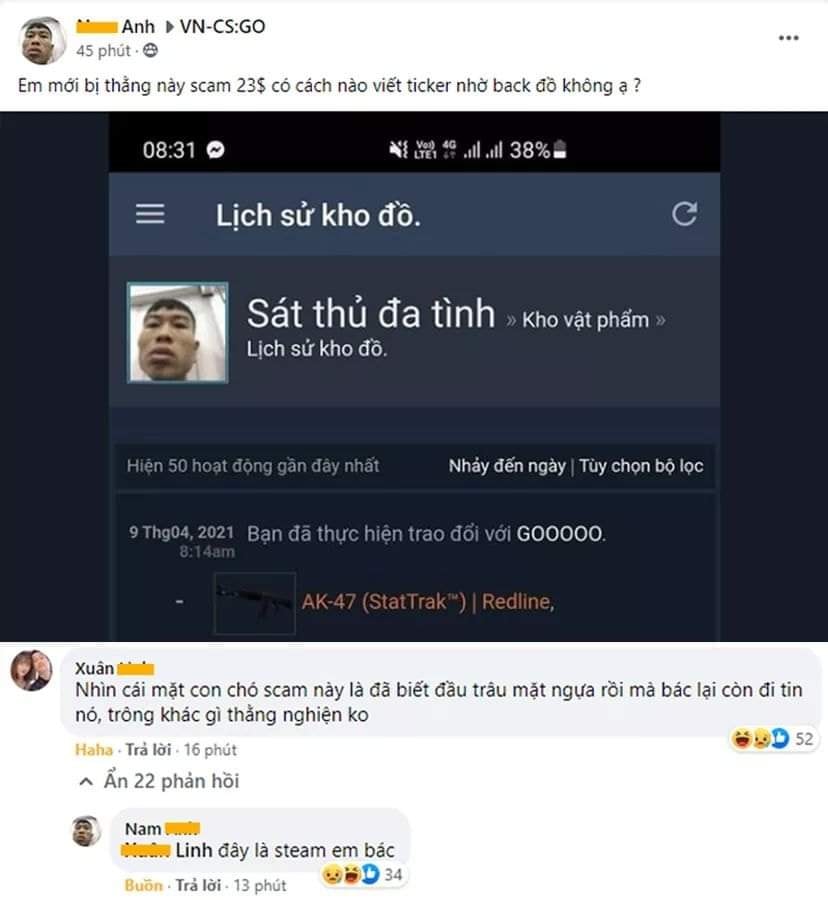 Anh ▶ VN-CS:GO
45 phút ·
Em mới bị thằng này scam 23$ có cách nào viết ticker nhờ back đồ không ạ ?
08:31
Vo) LTE1 4G 38%
Lịch sử kho đồ.
Sát thủ đa tình » Kho vật phẩm »
Lịch sử kho đồ.
Hiện 50 hoạt động gần đây nhất Nhảy đến ngày | Tùy chọn bộ lọc
9 Thg04, 2021 Bạn đã thực hiện trao đổi với GOOOOO.
8:14am
- AK-47 (StatTrak™) | Redline,
Xuân
Nhìn cái mặt con chó scam này là đã biết đầu trâu mặt ngựa rồi mà bác lại còn đi tin
nó, trông khác gì thằng nghiện ko
52
Haha · Trả lời · 16 phút
Ẩn 22 phản hồi
Nam
Linh đây là steam em bác
34
Buồn · Trả lời · 13 phút